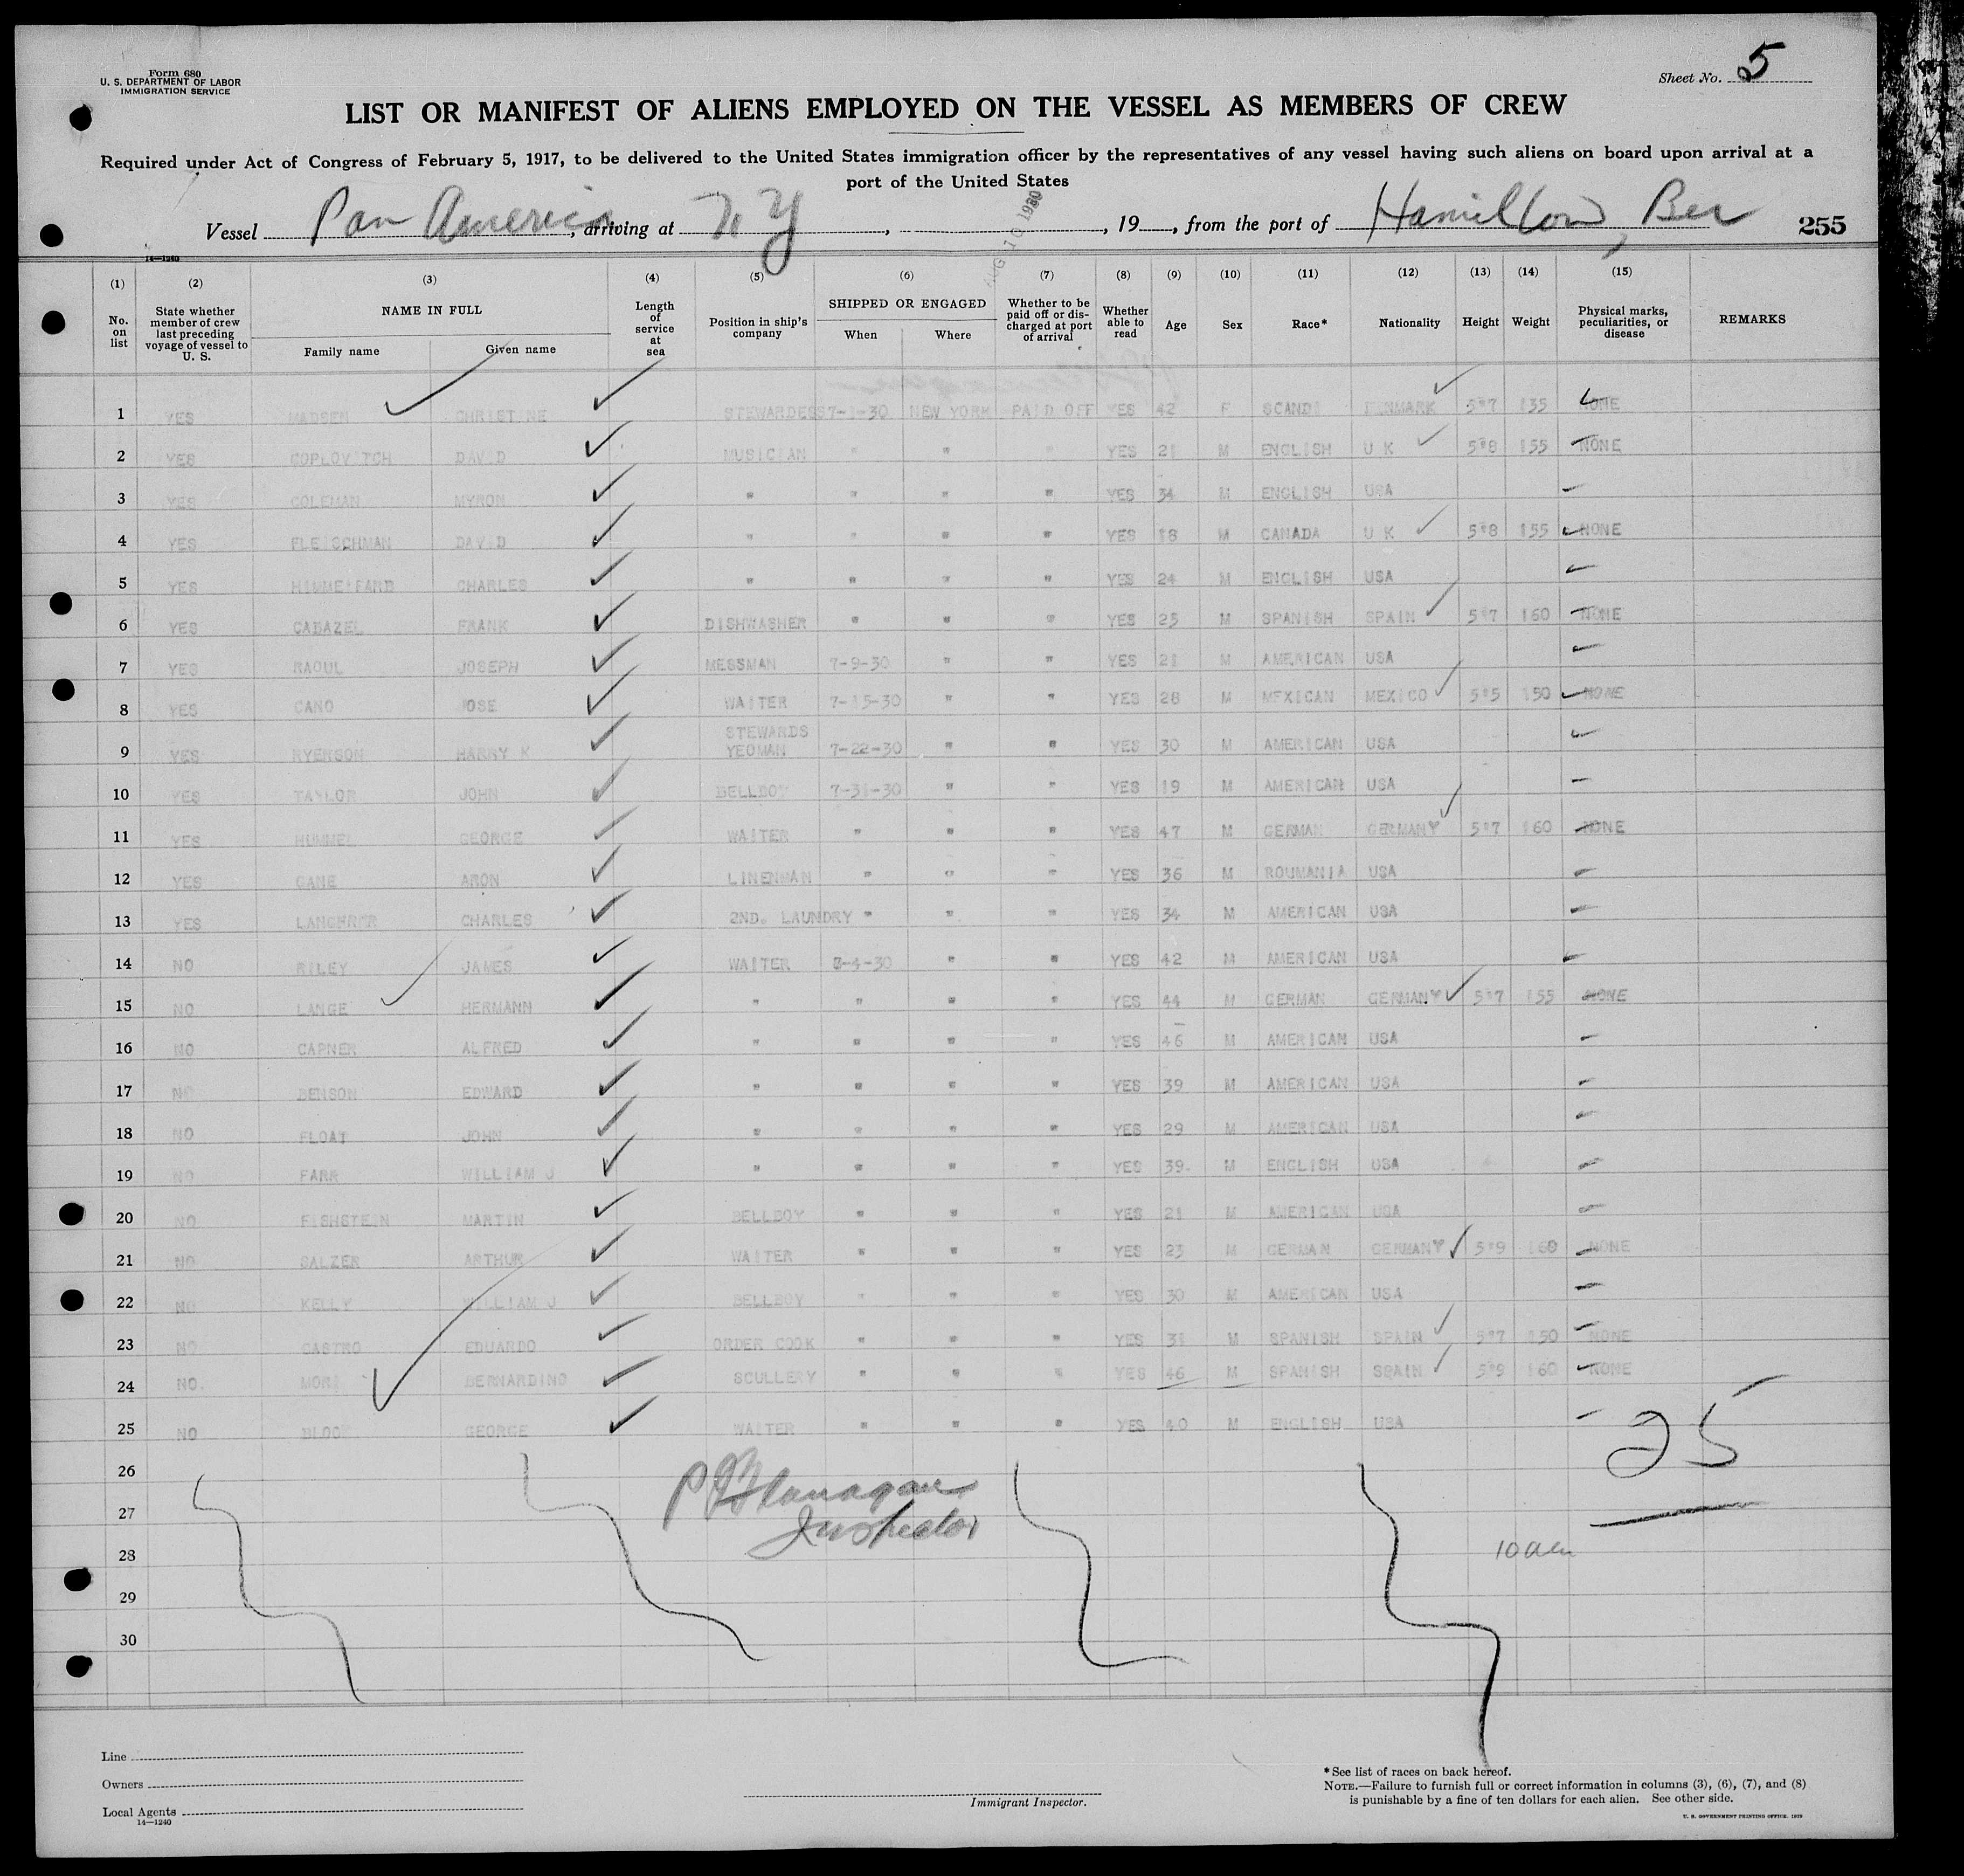 Form 680
U. S. DEPARTMENT OF LABOR
IMMIGRATION SERVICE
Sheet No. 5
LIST OR MANIFEST OF ALIENS EMPLOYED ON THE VESSEL AS MEMBERS OF CREW
Required under Act of Congress of February 5, 1917, to be delivered to the United States immigration officer by the representatives of any vessel having such aliens on board upon arrival at a
port of the United States
Vessel Pan America, arriving at N Y, 10 1930, 19, from the port of Hamilton, Ber 255
14—1240
(1) (2) (3) (4) (5) (6) (7) (8) (9) (10) (11) (12) (13) (14) (15)
No. on list State whether member of crew last preceding voyage of vessel to U. S. NAME IN FULL Family name Given name Length of service at sea Position in ship's company SHIPPED OR ENGAGED When Where Whether to be paid off or discharged at port of arrival Whether able to read Age Sex Race* Nationality Height Weight Physical marks, peculiarities, or disease REMARKS
1 YES MADSEN CHRISTINE STEWARDESS 7-1-30 NEW YORK PAID OFF YES 42 F SCAND DENMARK 5"7 135 NONE
2 YES COPLOVITCH DAVID MUSICIAN " " " YES 21 M ENGLISH U K 5"8 155 NONE
3 YES COLEMAN MYRON " " " " YES 34 M ENGLISH USA
4 YES FLEISCHMAN DAVID " " " " YES 18 M CANADA U K 5"8 155 NONE
5 YES HIMMELFARB CHARLES " " " " YES 24 M ENGLISH USA
6 YES CABAZEL FRANK DISHWASHER " " " YES 25 M SPANISH SPAIN 5"7 160 NONE
7 YES RAOUL JOSEPH MESSMAN 7-9-30 " " YES 21 M AMERICAN USA
8 YES CANO JOSE WAITER 7-15-30 " " YES 28 M MEXICAN MEXICO 5"5 150 NONE
9 YES RYERSON HARRY K STEWARDS YEOMAN 7-22-30 " " YES 30 M AMERICAN USA
10 YES TAYLOR JOHN BELLBOY 7-31-30 " " YES 19 M AMERICAN USA
11 YES HUMMEL GEORGE WAITER " " " YES 47 M GERMAN GERMANY 5"7 160 NONE
12 YES GANE ARON LINENMAN " " " YES 36 M ROUMANIA USA
13 YES CHARLES 2ND. LAUNDRY " " " YES 34 M AMERICAN USA
14 NO RILEY JAMES WAITER 8-4-30 " " YES 42 M AMERICAN USA
15 NO LANGE HERMANN " " " " YES 44 M GERMAN GERMANY 5"7 155 NONE
16 NO CAPNER ALFRED " " " " YES 46 M AMERICAN USA
17 NO BENSON EDWARD " " " " YES 39 M AMERICAN USA
18 NO FLOAT JOHN " " " " YES 29 M AMERICAN USA
19 NO FARR WILLIAM J " " " " YES 39 M ENGLISH USA
20 NO FISHSTEIN MARTIN BELLBOY " " " YES 21 M AMERICAN USA
21 NO SALZER ARTHUR WAITER " " " YES 23 M GERMAN GERMANY 5"9 160 NONE
22 NO KELLY WILLIAM J BELLBOY " " " YES 30 M AMERICAN USA
23 NO CASTRO EDUARDO ORDER COOK " " " YES 31 M SPANISH SPAIN 5"7 150 NONE
24 NO. BERNARDINO SCULLERY " " " YES 46 M SPANISH SPAIN 5"9 160 NONE
25 NO GEORGE WAITER " " " YES 40 M ENGLISH USA
25
26
27
28
29
30
P J Flanagan
Inspector
10 am
Line
Owners
Local Agents
14—1240
Immigrant Inspector.
*See list of races on back hereof.
NOTE.—Failure to furnish full or correct information in columns (3), (6), (7), and (8)
is punishable by a fine of ten dollars for each alien. See other side.
U. S. GOVERNMENT PRINTING OFFICE: 1929